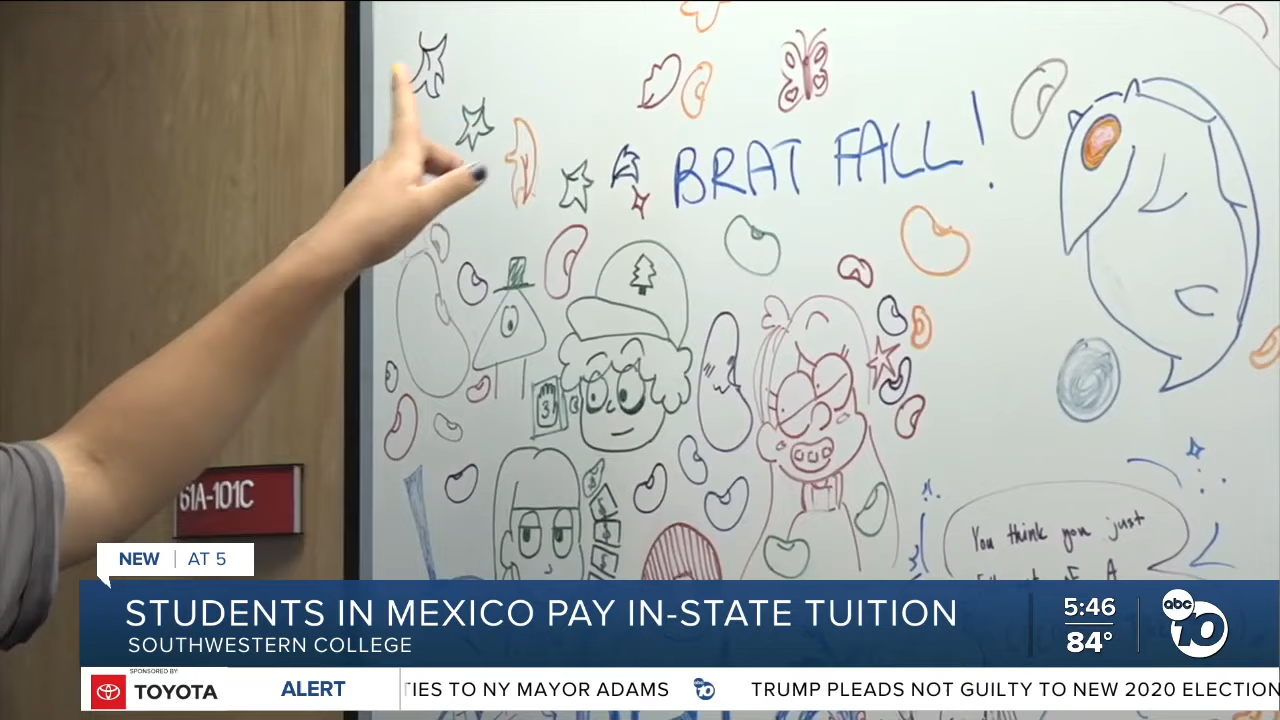 BRAT FALL!
3
61A-101C
You think you just
A
NEW AT 5
STUDENTS IN MEXICO PAY IN-STATE TUITION
SOUTHWESTERN COLLEGE
5:46
84°
abc 10
SPONSORED BY:
TOYOTA
ALERT
TIES TO NY MAYOR ADAMS
10
TRUMP PLEADS NOT GUILTY TO NEW 2020 ELECTION